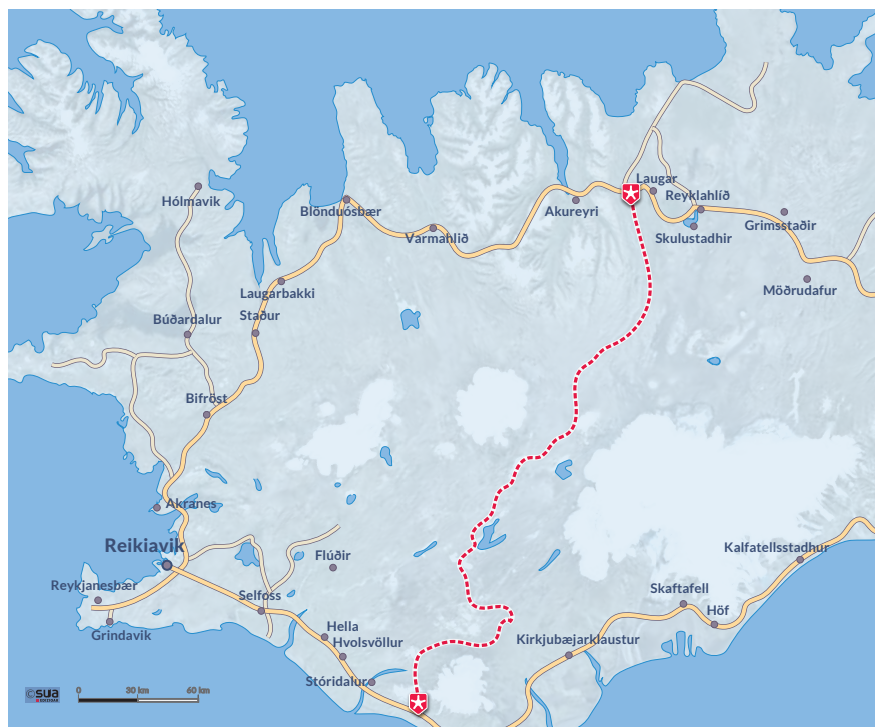 Laugar
Hólmavik
Reyklahlíð
Blönduósbær
Akureyri
Grimsstaðir
Varmahlið
Skulustadhir
Laugarbakki
Möðrudafur
Staður
Búðardalur
Bifröst
Akranes
Reikiavik
Kalfatellsstadhur
Flúðir
Reykjanesbær
Skaftafell
Selfoss
Höf
Grindavik
Hella
Hvolsvöllur
Kirkjubæjarklaustur
Stóridalur
©SUA
0 30 km 60 km